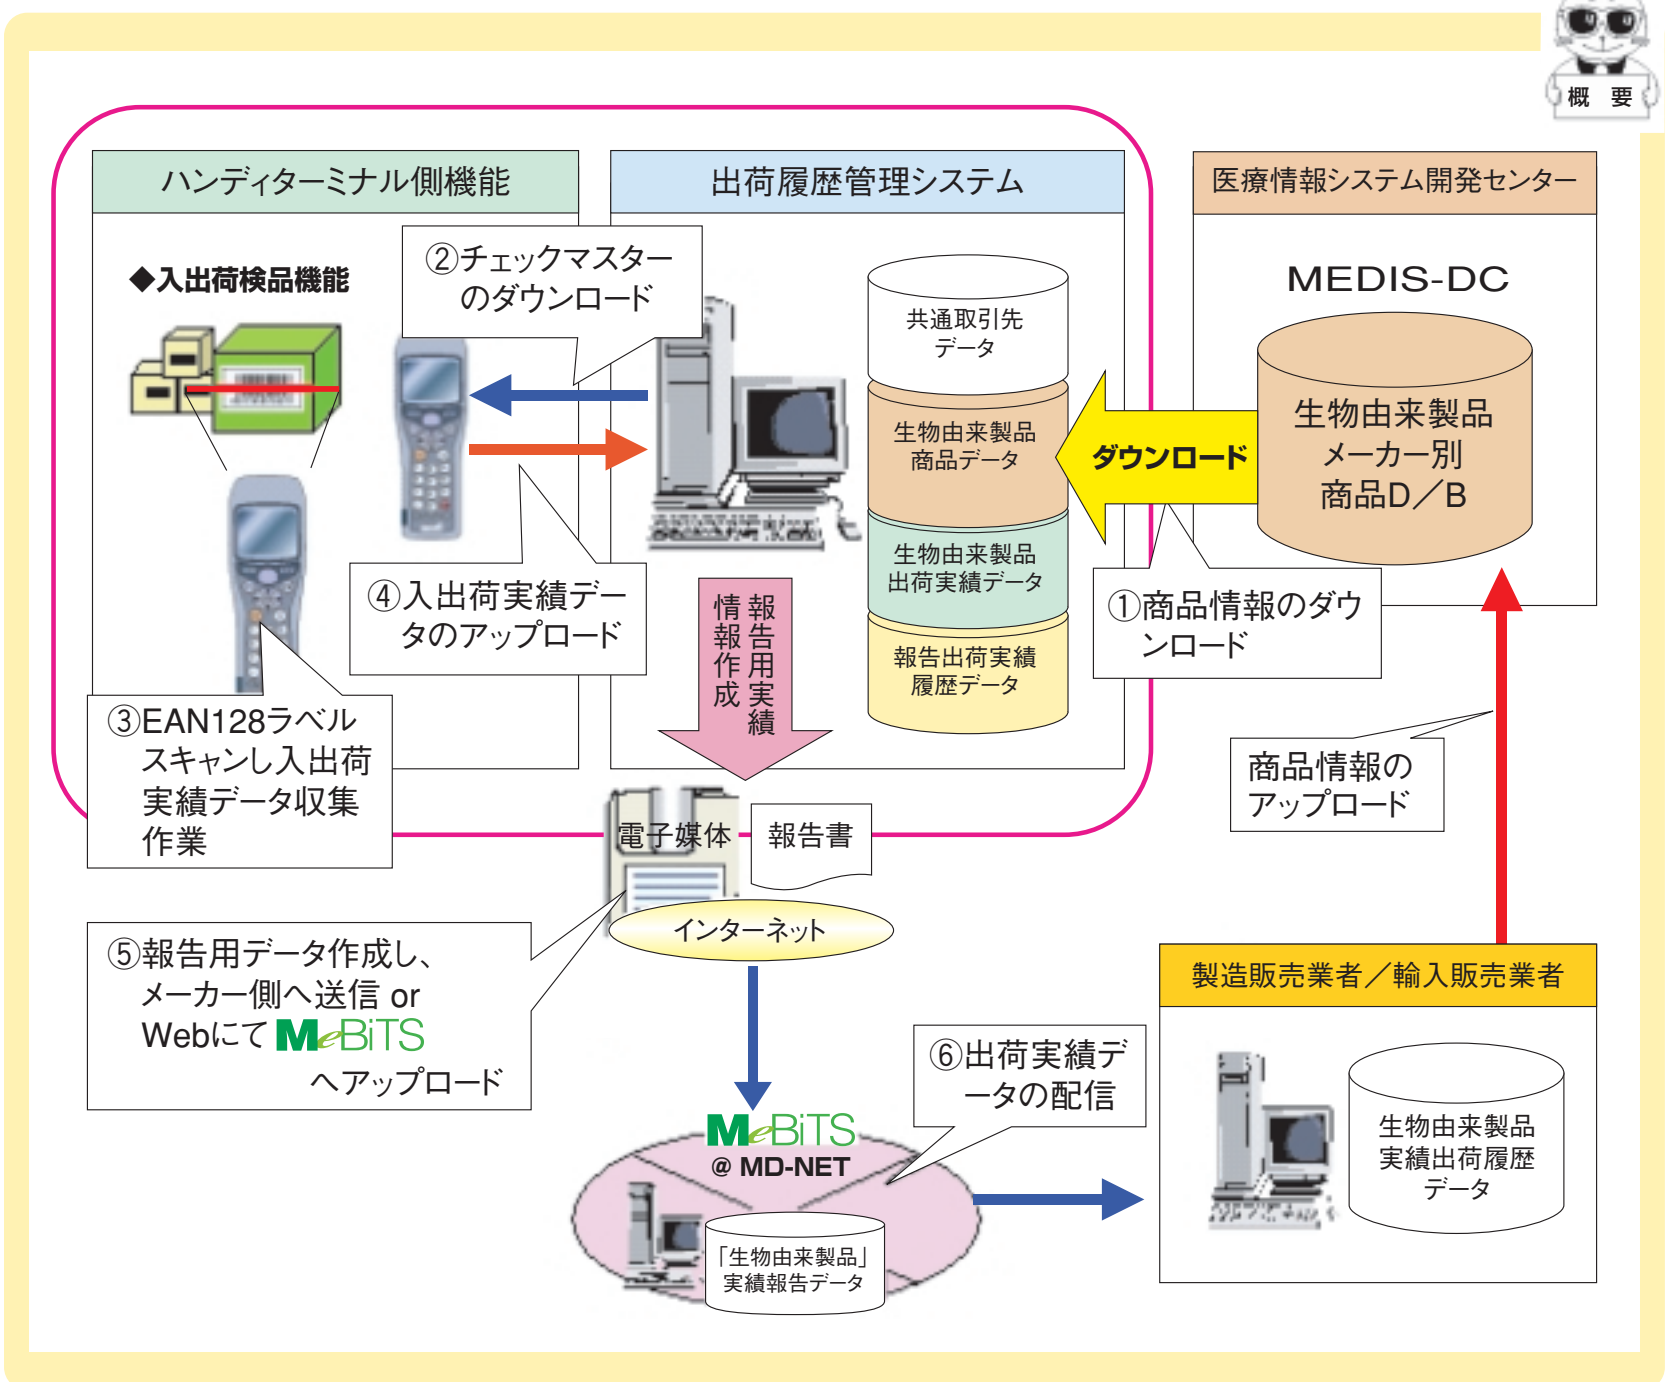 概 要
ハンディターミナル側機能
◆入出荷検品機能
出荷履歴管理システム
②チェックマスター
のダウンロード
共通取引先
データ
生物由来製品
商品データ
生物由来製品
出荷実績データ
報告出荷実績
履歴データ
医療情報システム開発センター
MEDIS-DC
生物由来製品
メーカー別
商品D／B
ダウンロード
①商品情報のダウ
ンロード
④入出荷実績デー
タのアップロード
③EAN128ラベル
スキャンし入出荷
実績データ収集
作業
報告用実績
情報作成
商品情報の
アップロード
電子媒体
報告書
インターネット
⑤報告用データ作成し、
メーカー側へ送信 or
Webにて MeBiTS
へアップロード
⑥出荷実績デ
ータの配信
MeBiTS
@ MD-NET
「生物由来製品」
実績報告データ
製造販売業者／輸入販売業者
生物由来製品
実績出荷履歴
データ